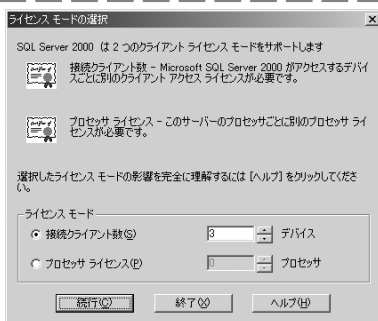 ライセンス モードの選択
SQL Server 2000 は 2 つのクライアント ライセンス モードをサポートします
接続クライアント数 - Microsoft SQL Server 2000 がアクセスするデバイ
スごとに別のクライアント アクセス ライセンスが必要です。
プロセッサ ライセンス - このサーバーのプロセッサごとに別のプロセッサ ライ
センスが必要です。
選択したライセンス モードの影響を完全に理解するには [ヘルプ] をクリックしてくださ
い。
ライセンス モード
接続クライアント数(S) 3 デバイス
プロセッサ ライセンス(P) 0 プロセッサ
続行(C) 終了(X) ヘルプ(H)